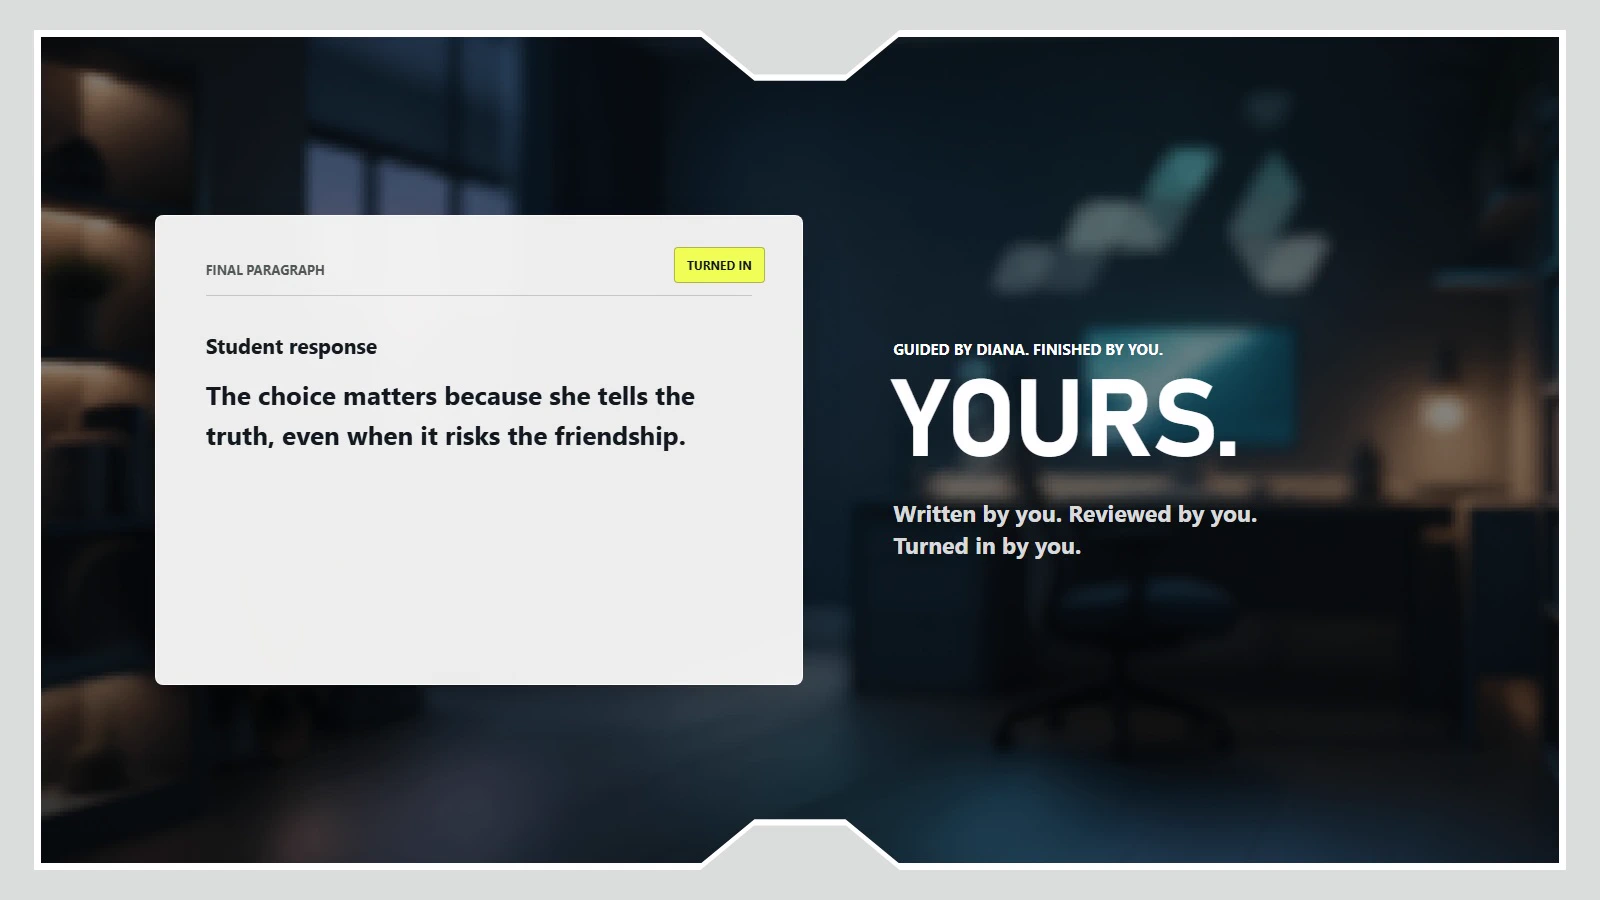 FINAL PARAGRAPH
TURNED IN
Student response
The choice matters because she tells the
truth, even when it risks the friendship.
GUIDED BY DIANA. FINISHED BY YOU.
YOURS.
Written by you. Reviewed by you.
Turned in by you.